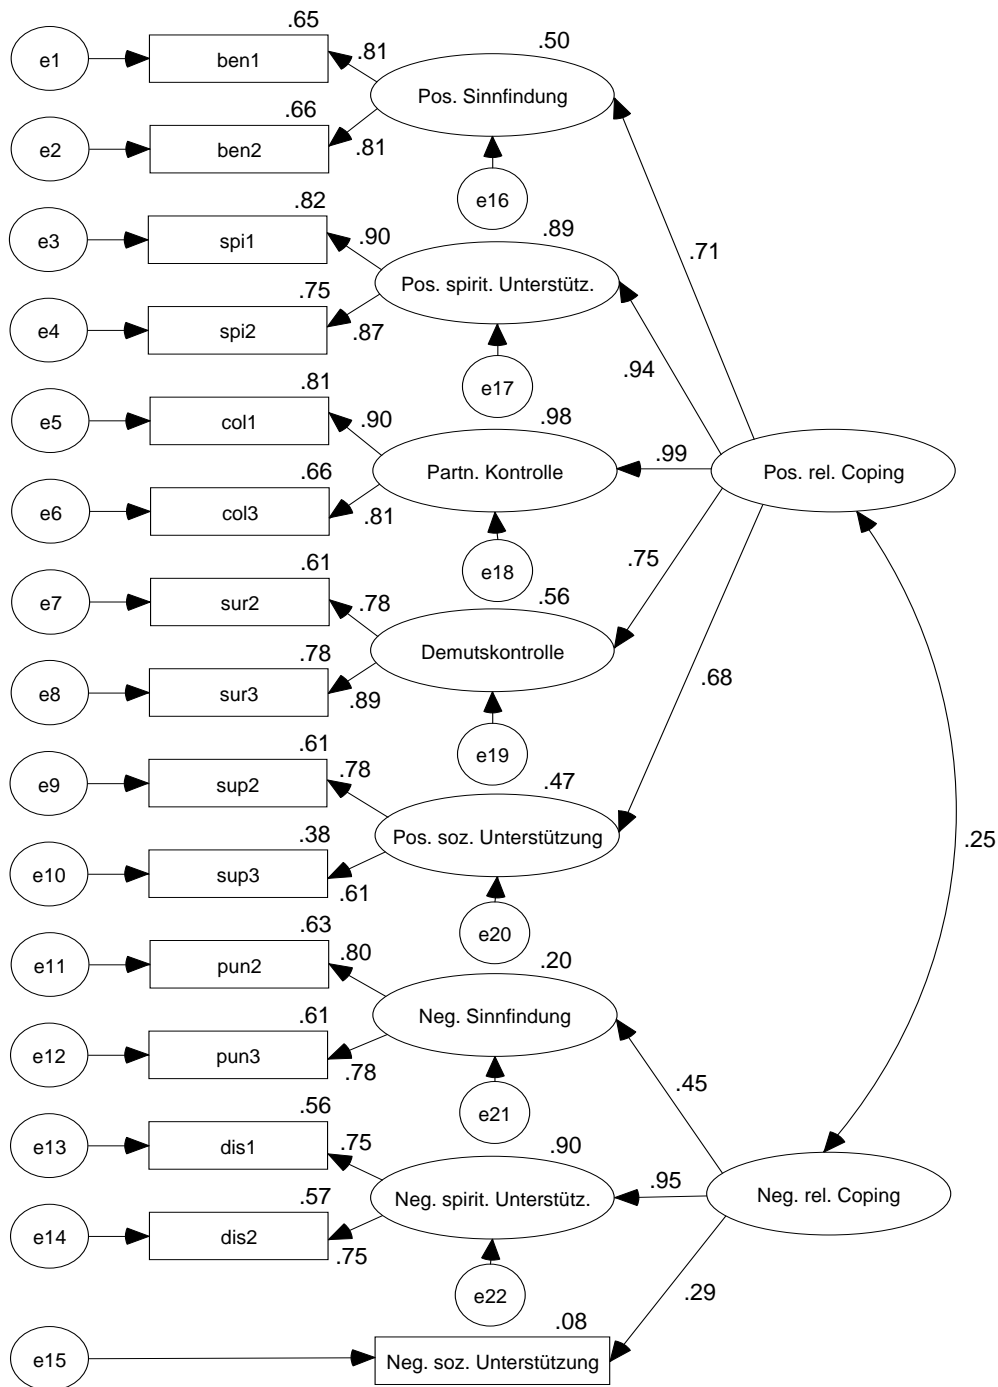 .65
.50
e1
ben1
.81
Pos. Sinnfindung
.66
e2
ben2
.81
e16
.82
.89
e3
spi1
.90
.71
Pos. spirit. Unterstütz.
.75
e4
spi2
.87
.94
e17
.81
.98
e5
col1
.90
.99
Partn. Kontrolle
Pos. rel. Coping
.66
e6
col3
.81
e18
.75
.61
.56
e7
sur2
.78
Demutskontrolle
.78
.68
e8
sur3
.89
e19
.61
.47
e9
sup2
.78
Pos. soz. Unterstützung
.25
.38
e10
sup3
.61
e20
.63
.20
e11
pun2
.80
Neg. Sinnfindung
.61
e12
pun3
.78
.45
e21
.56
.90
e13
dis1
.75
.95
Neg. spirit. Unterstütz.
Neg. rel. Coping
.57
e14
dis2
.75
e22
.29
.08
e15
Neg. soz. Unterstützung